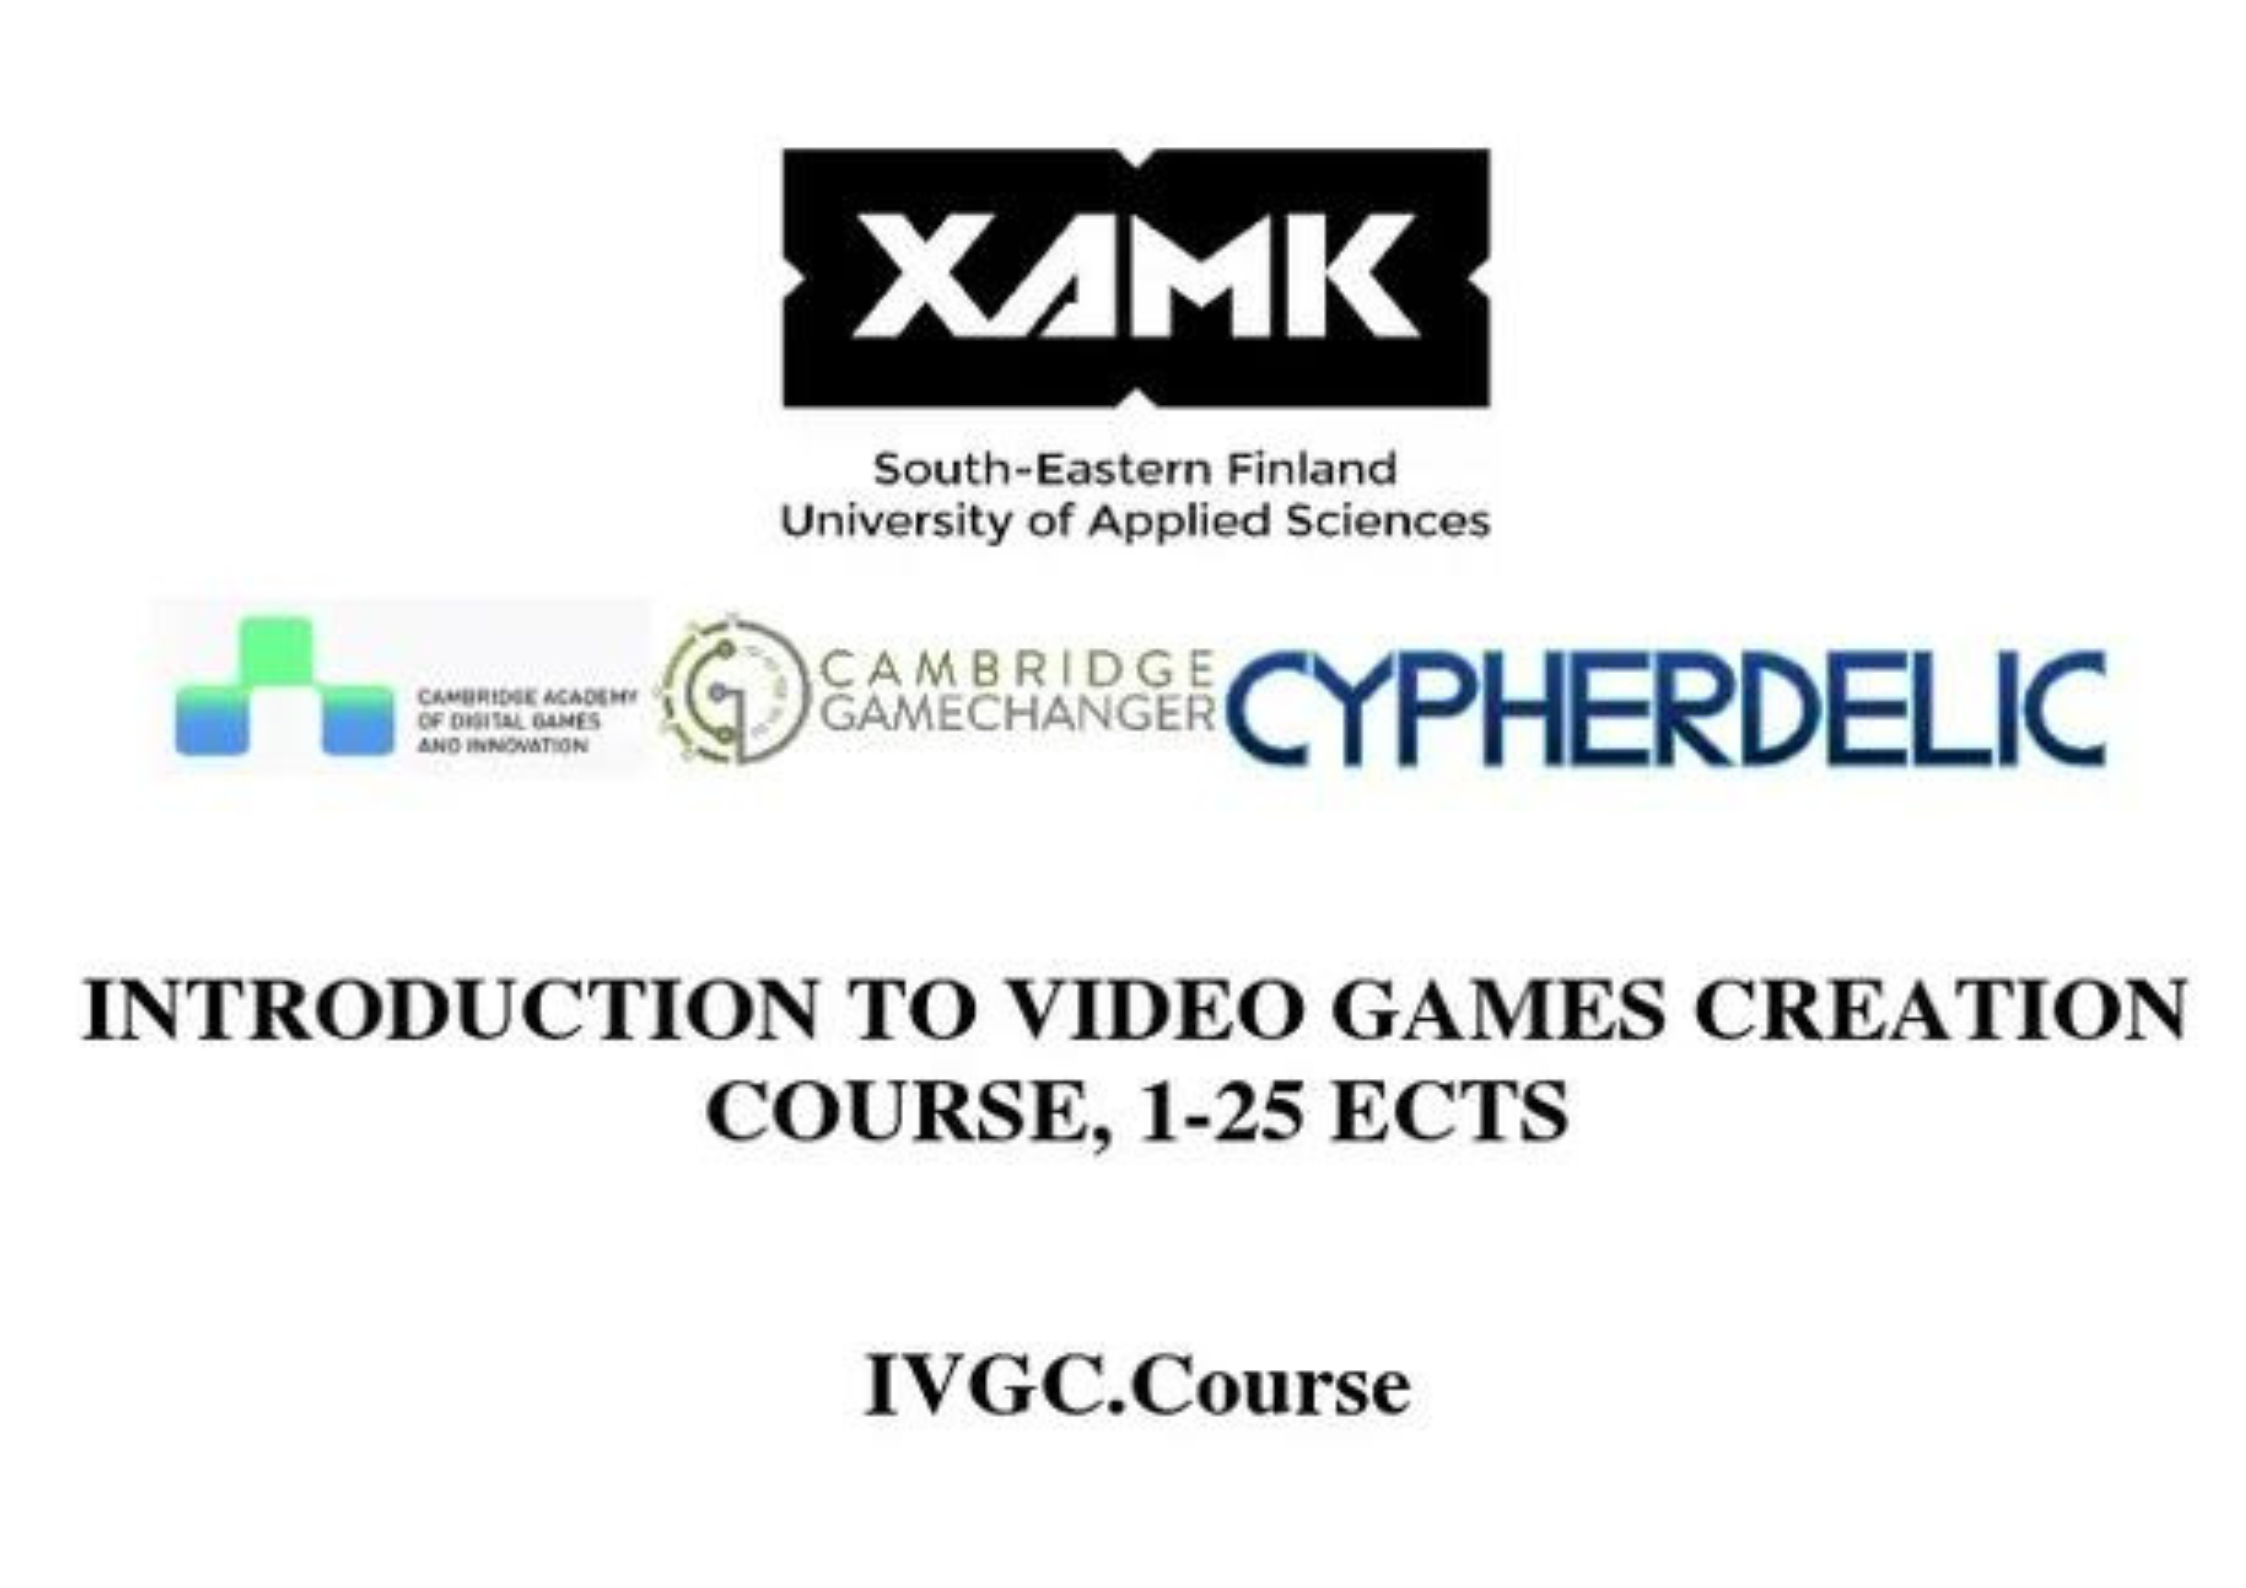 XAMK
South-Eastern Finland
University of Applied Sciences
CAMBRIDGE ACADEMY
OF DIGITAL GAMES
AND INNOVATION
CAMBRIDGE
GAMECHANGER
CYPHERDELIC
INTRODUCTION TO VIDEO GAMES CREATION
COURSE, 1-25 ECTS
IVGC.Course